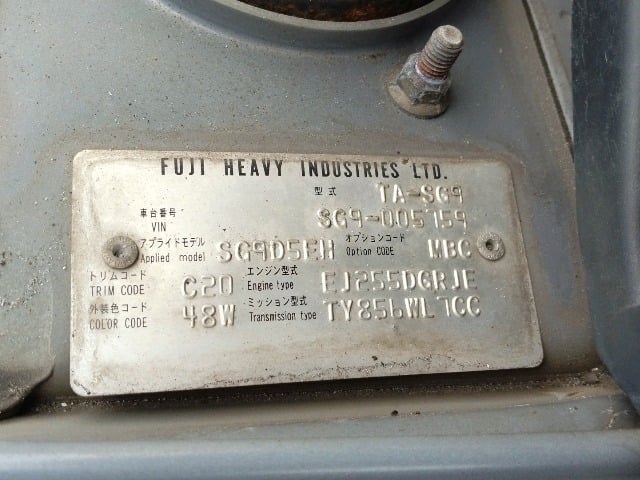 FUJI HEAVY INDUSTRIES LTD.
型式 TA-SG9
車台番号 VIN SG9-005759
アプライドモデル Applied model SG9D5EH オプションコード Option CODE MBC
トリムコード TRIM CODE C20 エンジン型式 Engine type EJ255DGRJE
外装色コード COLOR CODE 48W ミッション型式 Transmission type TY856WL7CC